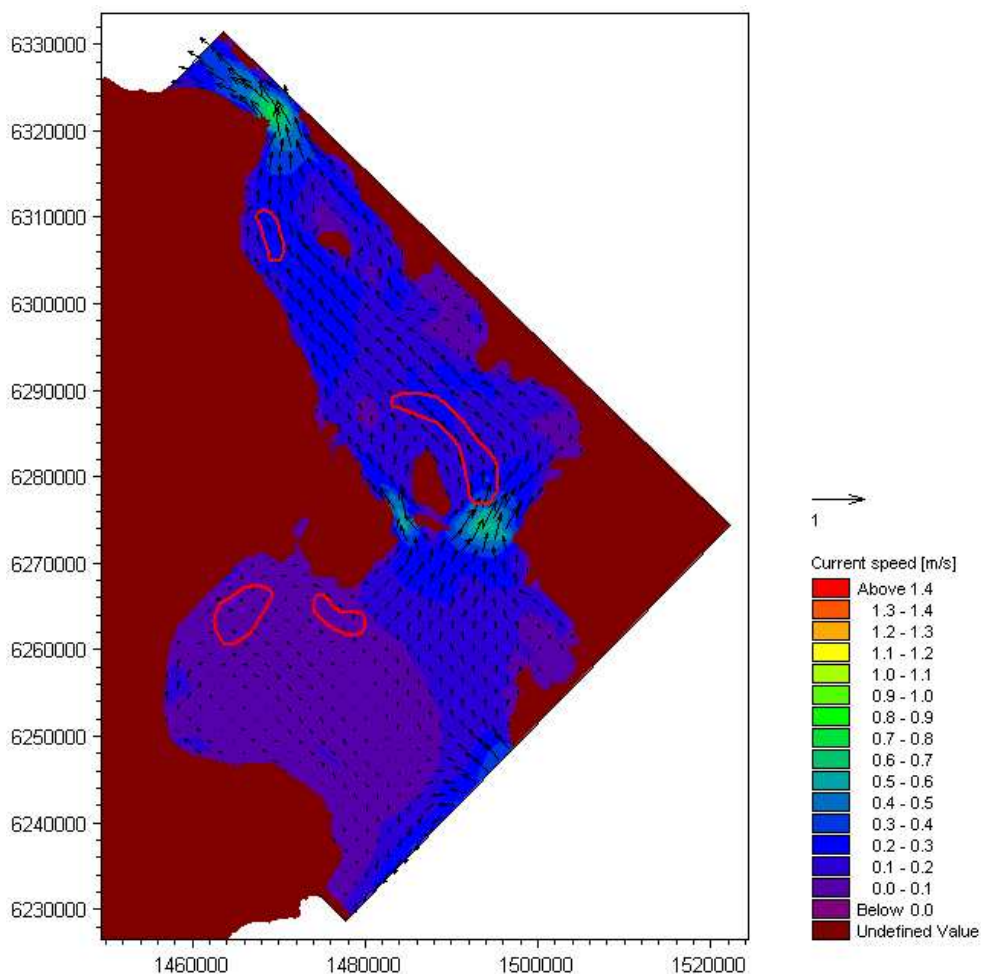 6330000
6320000
6310000
6300000
6290000
6280000
6270000
6260000
6250000
6240000
6230000
1460000 1480000 1500000 1520000
1
Current speed [m/s]
Above 1.4
1.3 - 1.4
1.2 - 1.3
1.1 - 1.2
1.0 - 1.1
0.9 - 1.0
0.8 - 0.9
0.7 - 0.8
0.6 - 0.7
0.5 - 0.6
0.4 - 0.5
0.3 - 0.4
0.2 - 0.3
0.1 - 0.2
0.0 - 0.1
Below 0.0
Undefined Value